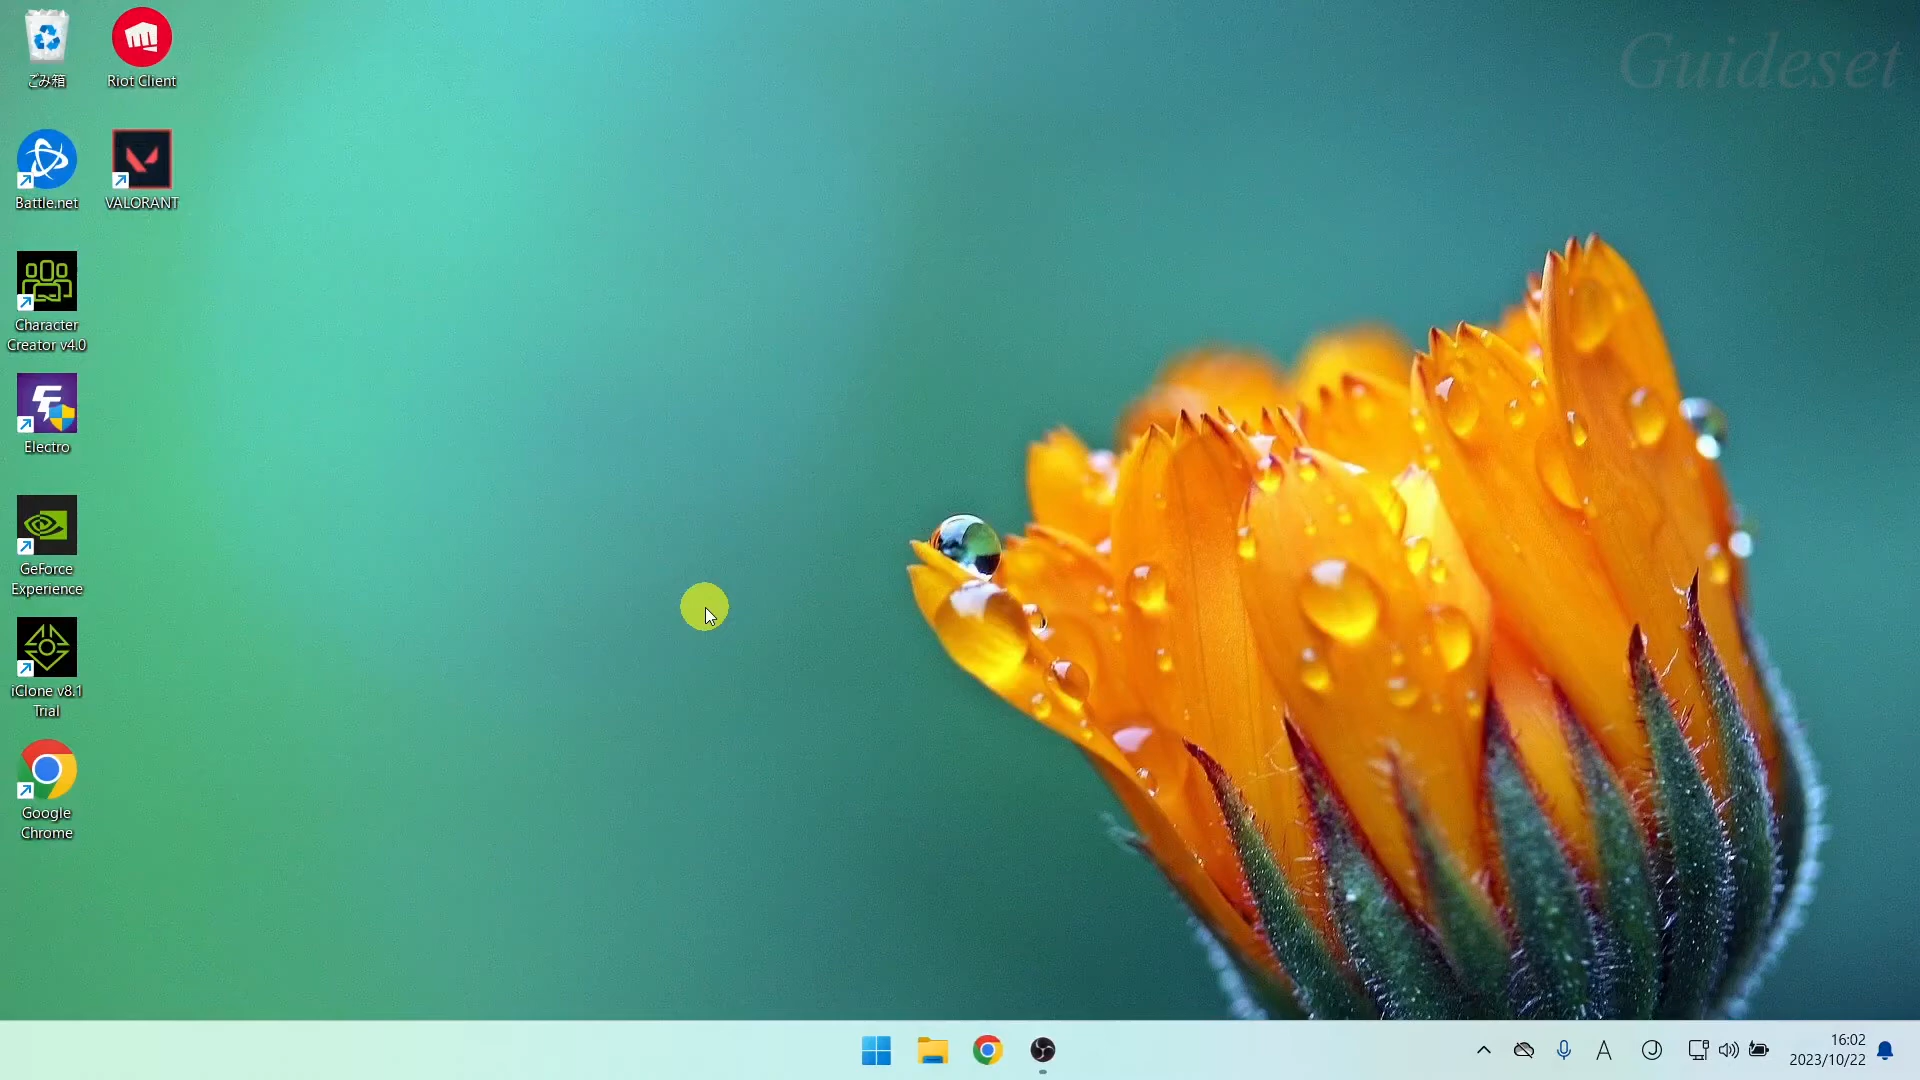 Guideset
ごみ箱
Riot Client
Battle.net
VALORANT
Character
Creator v4.0
Electro
GeForce
Experience
iClone v8.1
Trial
Google
Chrome
A
16:02
2023/10/22